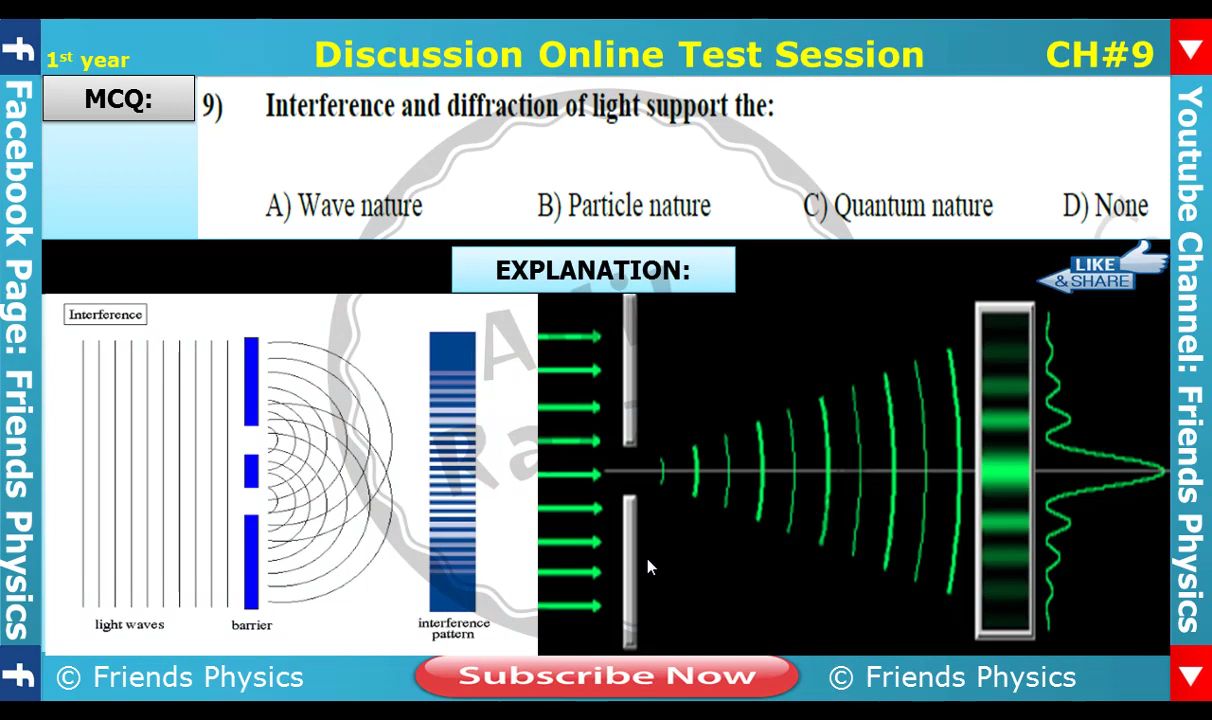 1st year
Discussion Online Test Session
CH#9
MCQ:
9) Interference and diffraction of light support the:
A) Wave nature B) Particle nature C) Quantum nature D) None
EXPLANATION:
LIKE
& SHARE
Interference
light waves
barrier
interference
pattern
Facebook Page: Friends Physics
Youtube Channel: Friends Physics
© Friends Physics
Subscribe Now
© Friends Physics